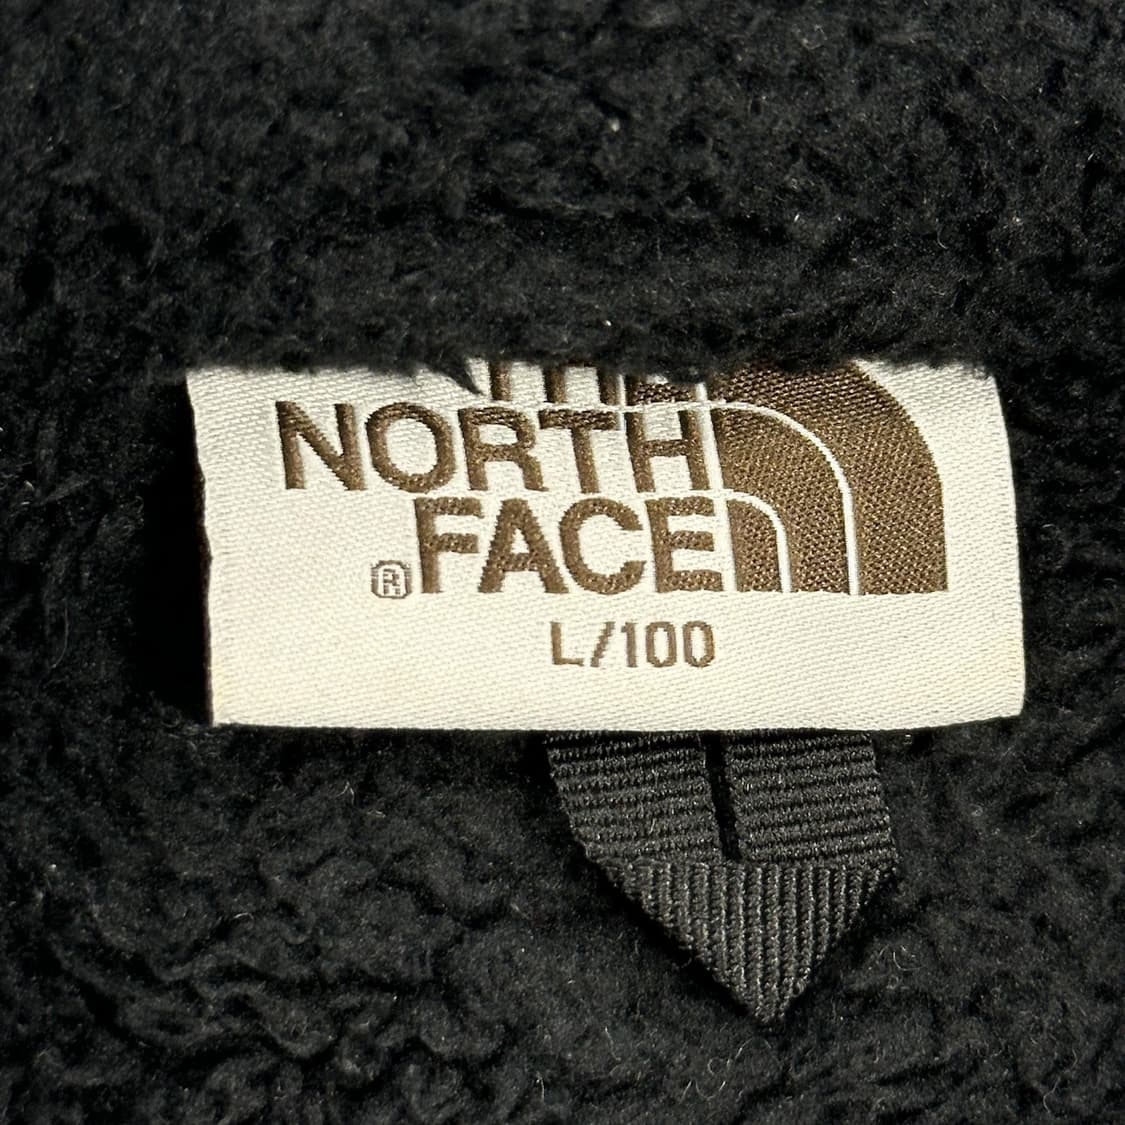 THE
NORTH
FACE
®
L/100